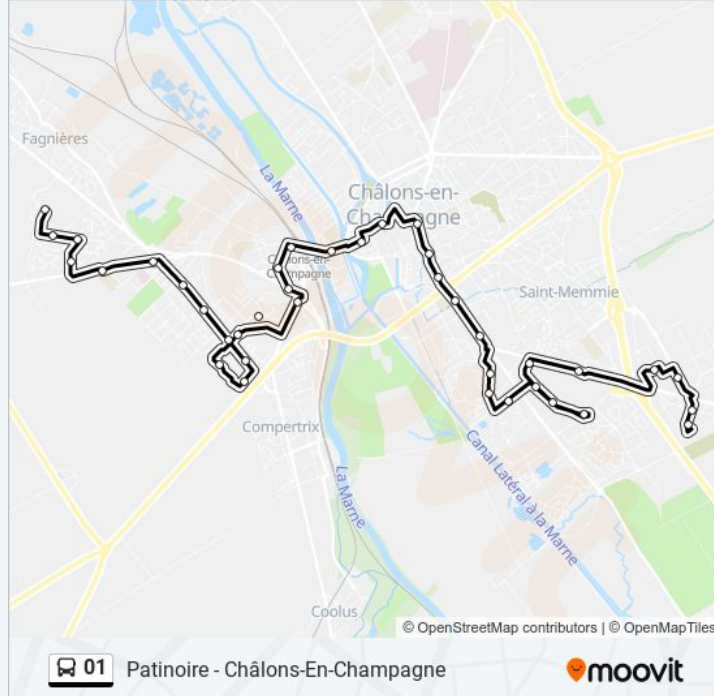 Fagnières
La Marne
Châlons-en-
Champagne
Châlons-en-
Champagne
Saint-Memmie
Compertrix
La Marne
Canal Latéral à la Marne
Coolus
© OpenStreetMap contributors | © OpenMapTiles
01 Patinoire - Châlons-En-Champagne moovit